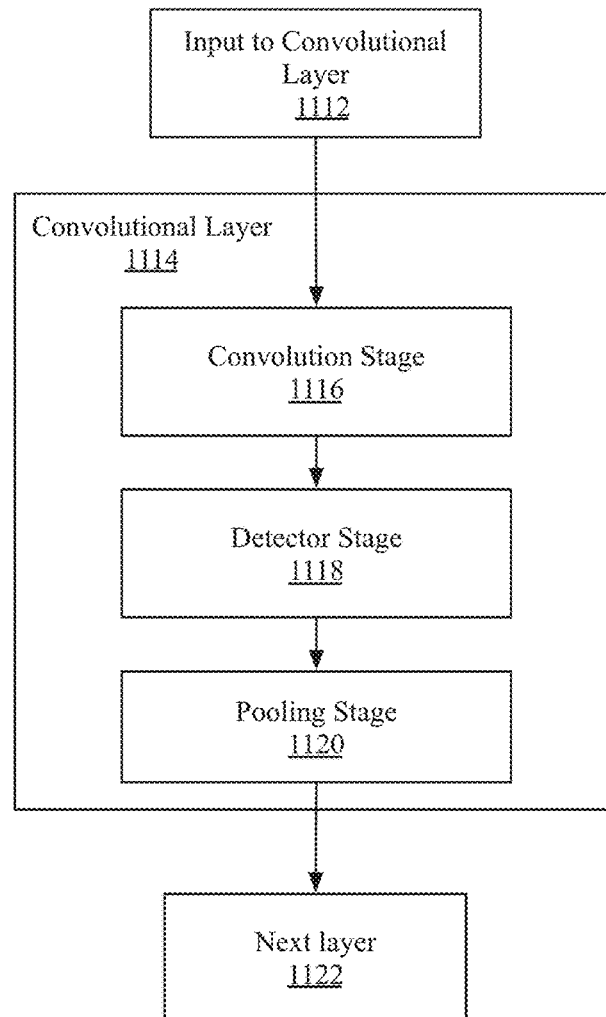 Input to Convolutional
Layer
1112
Convolutional Layer
1114
Convolution Stage
1116
Detector Stage
1118
Pooling Stage
1120
Next layer
1122